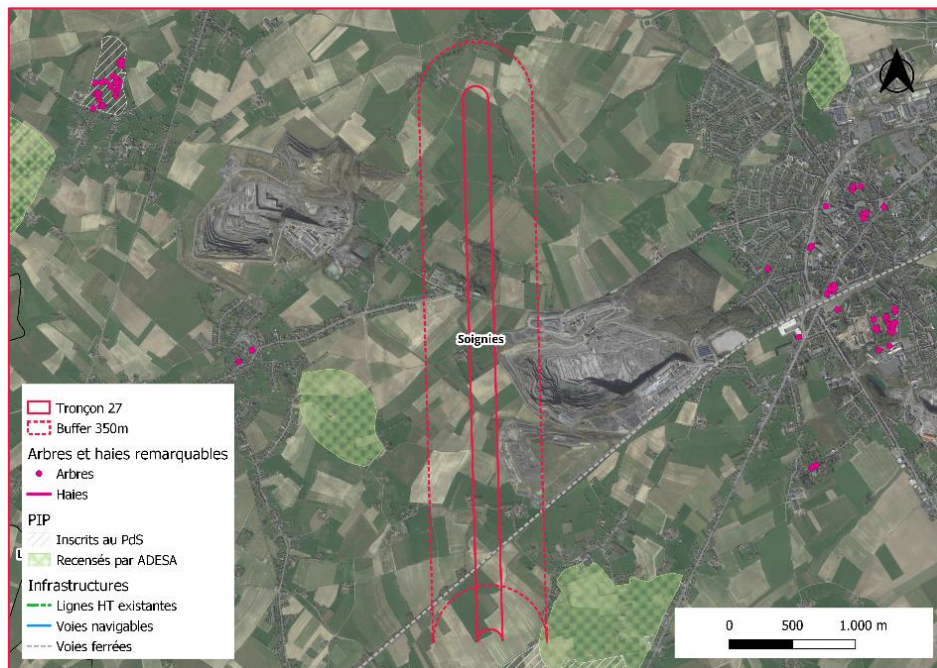 Soignies
Tronçon 27
Buffer 350m
Arbres et haies remarquables
Arbres
Haies
PIP
Inscrits au PdS
Recensés par ADESA
Infrastructures
Lignes HT existantes
Voies navigables
Voies ferrées
L
0 500 1.000 m